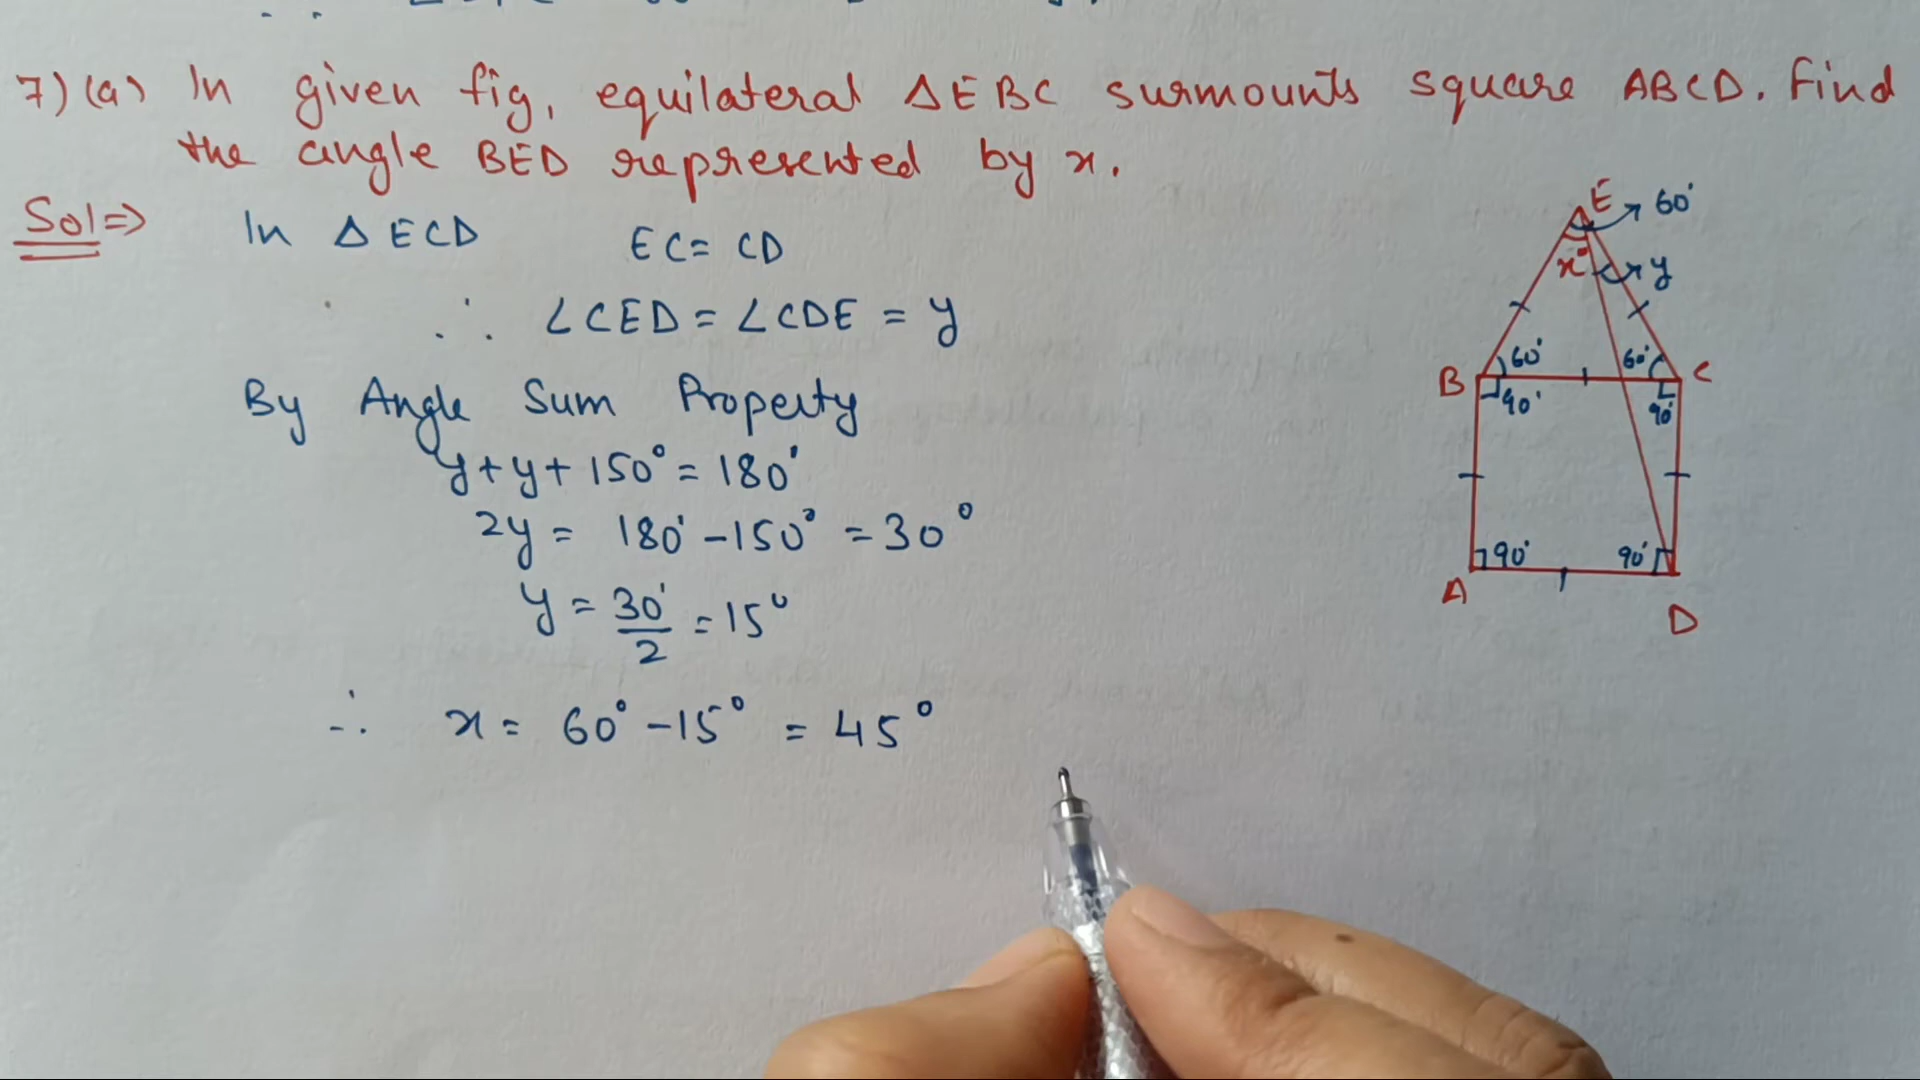 7) (a) In given fig, equilateral ΔEBC surmounts square ABCD. Find
the angle BED represented by x.
Sol⇒ In Δ ECD EC = CD
∴ ∠CED = ∠CDE = y
By Angle Sum Property
y + y + 150° = 180°
2y = 180° - 150° = 30°
y = 30°/2 = 15°
∴ x = 60° - 15° = 45°
E 60°
x° y
B 60° 60° C
90° 90°
90° 90°
A D